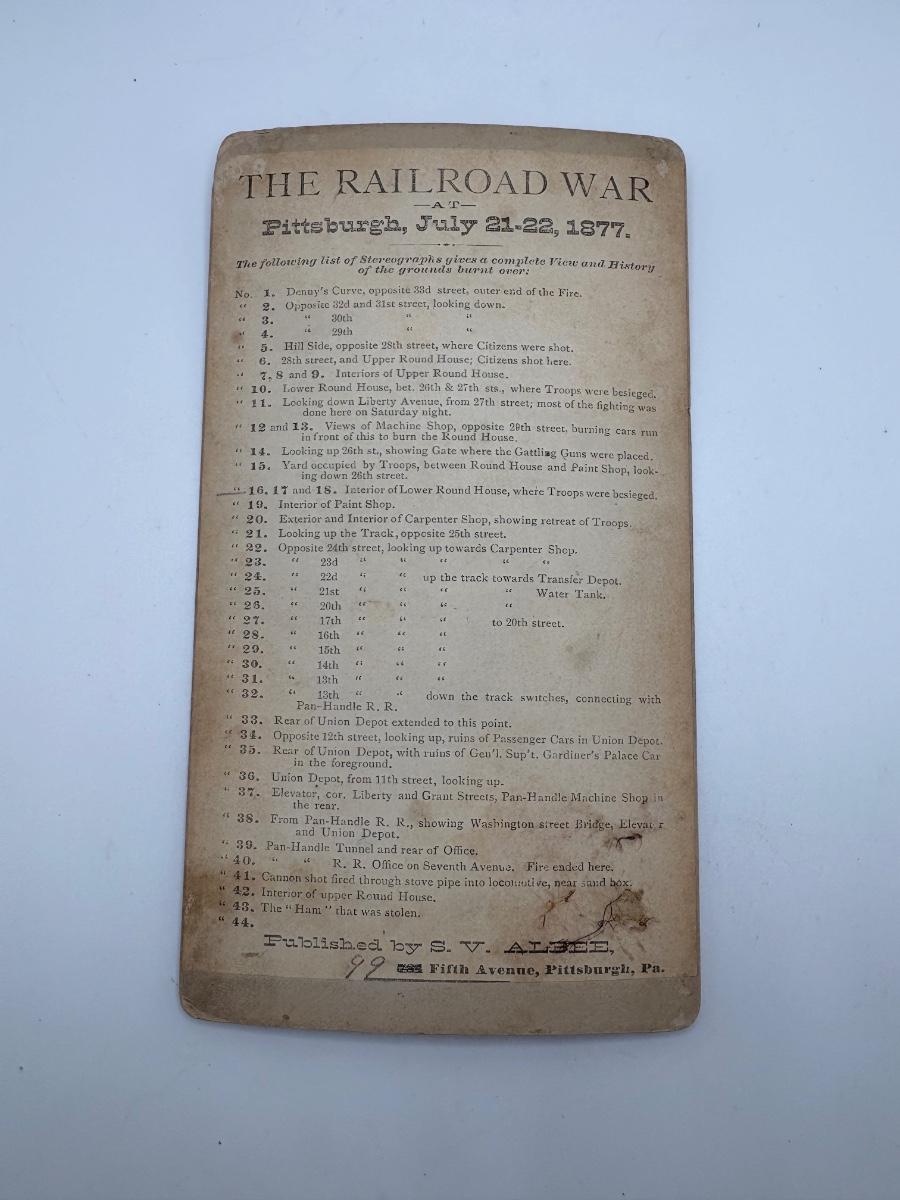 THE RAILROAD WAR
—AT—
Pittsburgh, July 21-22, 1877.
The following list of Stereographs gives a complete View and History
of the grounds burnt over:
No. 1. Denny's Curve, opposite 33d street, outer end of the Fire.
" 2. Opposite 32d and 31st street, looking down.
" 3. " 30th " "
" 4. " 29th " "
" 5. Hill Side, opposite 28th street, where Citizens were shot.
" 6. 28th street, and Upper Round House; Citizens shot here.
" 7, 8 and 9. Interiors of Upper Round House.
" 10. Lower Round House, bet. 26th & 27th sts., where Troops were besieged.
" 11. Looking down Liberty Avenue, from 27th street; most of the fighting was
done here on Saturday night.
" 12 and 13. Views of Machine Shop, opposite 28th street, burning cars run
in front of this to burn the Round House.
" 14. Looking up 26th st., showing Gate where the Gattling Guns were placed.
" 15. Yard occupied by Troops, between Round House and Paint Shop, look-
ing down 26th street.
" 16, 17 and 18. Interior of Lower Round House, where Troops were besieged.
" 19. Interior of Paint Shop.
" 20. Exterior and Interior of Carpenter Shop, showing retreat of Troops.
" 21. Looking up the Track, opposite 25th street.
" 22. Opposite 24th street, looking up towards Carpenter Shop.
" 23. " 23d " " " " "
" 24. " 22d " " up the track towards Transfer Depot.
" 25. " 21st " " " " Water Tank.
" 26. " 20th " " " "
" 27. " 17th " " " to 20th street.
" 28. " 16th " " "
" 29. " 15th " " "
" 30. " 14th " " "
" 31. " 13th " " "
" 32. " 13th " " down the track switches, connecting with
Pan-Handle R. R.
" 33. Rear of Union Depot extended to this point.
" 34. Opposite 12th street, looking up, ruins of Passenger Cars in Union Depot.
" 35. Rear of Union Depot, with ruins of Gen'l. Sup't. Gardiner's Palace Car
in the foreground.
" 36. Union Depot, from 11th street, looking up.
" 37. Elevator, cor. Liberty and Grant Streets, Pan-Handle Machine Shop in
the rear.
" 38. From Pan-Handle R. R., showing Washington street Bridge, Elevat r
and Union Depot.
" 39. Pan-Handle Tunnel and rear of Office.
" 40. " " R. R. Office on Seventh Avenue. Fire ended here.
" 41. Cannon shot fired through stove pipe into locomotive, near sand box.
" 42. Interior of upper Round House.
" 43. The "Ham" that was stolen.
" 44.
Published by S. V. ALBEE,
99 Fifth Avenue, Pittsburgh, Pa.